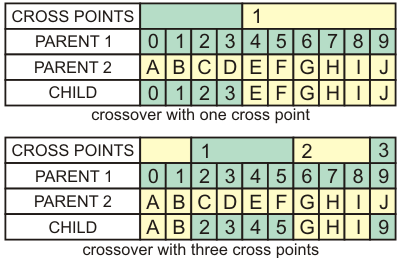 CROSS POINTS 1
PARENT 1 0 1 2 3 4 5 6 7 8 9
PARENT 2 A B C D E F G H I J
CHILD 0 1 2 3 E F G H I J
crossover with one cross point
CROSS POINTS 1 2 3
PARENT 1 0 1 2 3 4 5 6 7 8 9
PARENT 2 A B C D E F G H I J
CHILD A B 2 3 4 5 G H I 9
crossover with three cross points